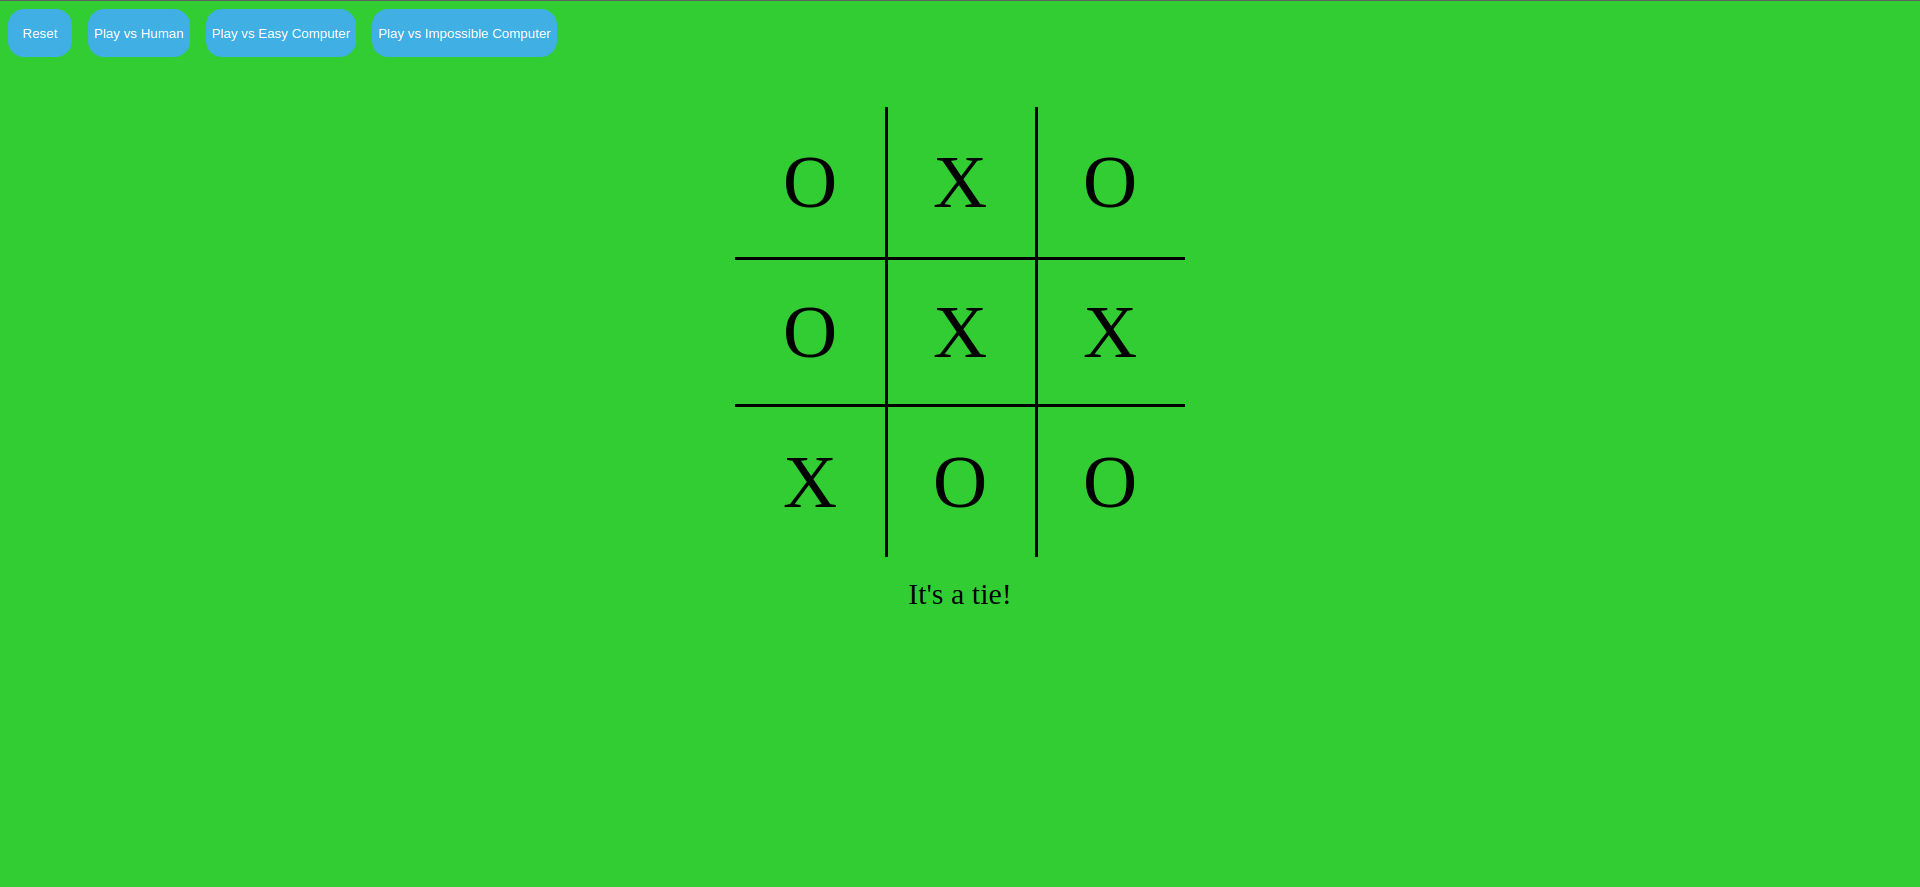 Reset Play vs Human Play vs Easy Computer Play vs Impossible Computer
O X O
O X X
X O O
It's a tie!